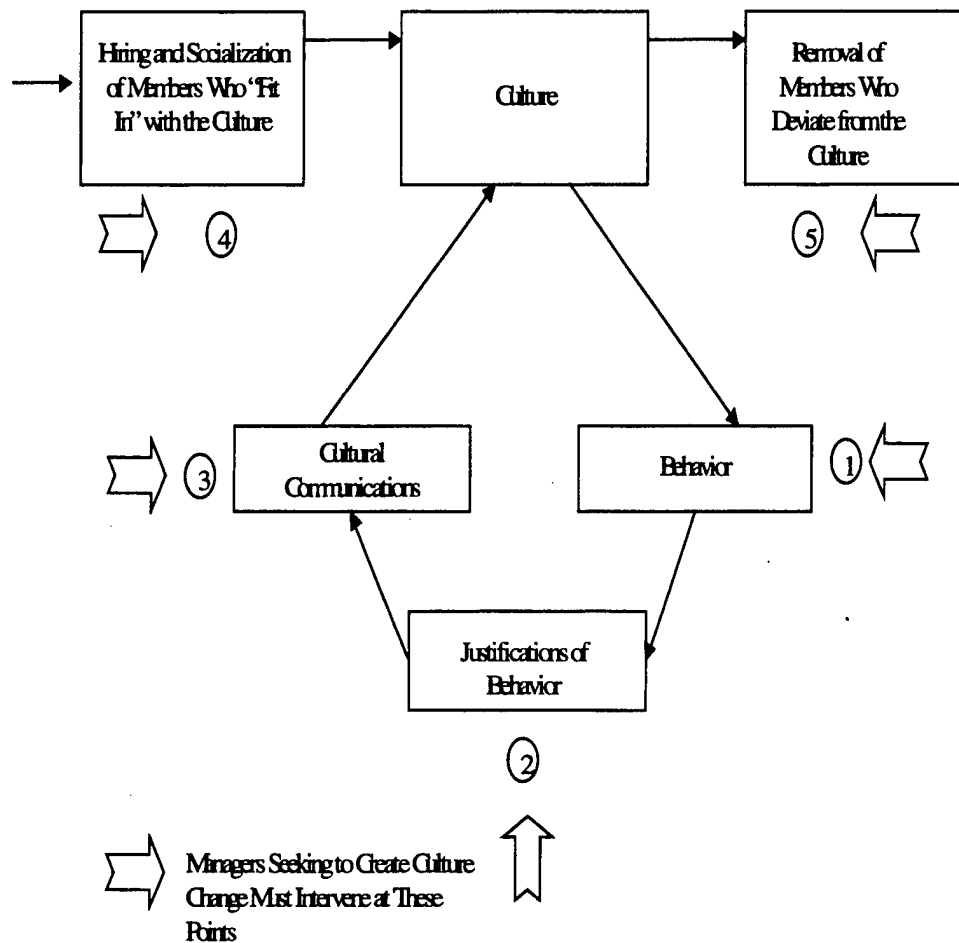 Hiring and Socialization
of Members Who "Fit
In" with the Culture
Culture
Removal of
Members Who
Deviate from the
Culture
4
5
Cultural
Communications
3
Behavior
1
Justifications of
Behavior
2
Managers Seeking to Create Culture
Change Must Intervene at These
Points